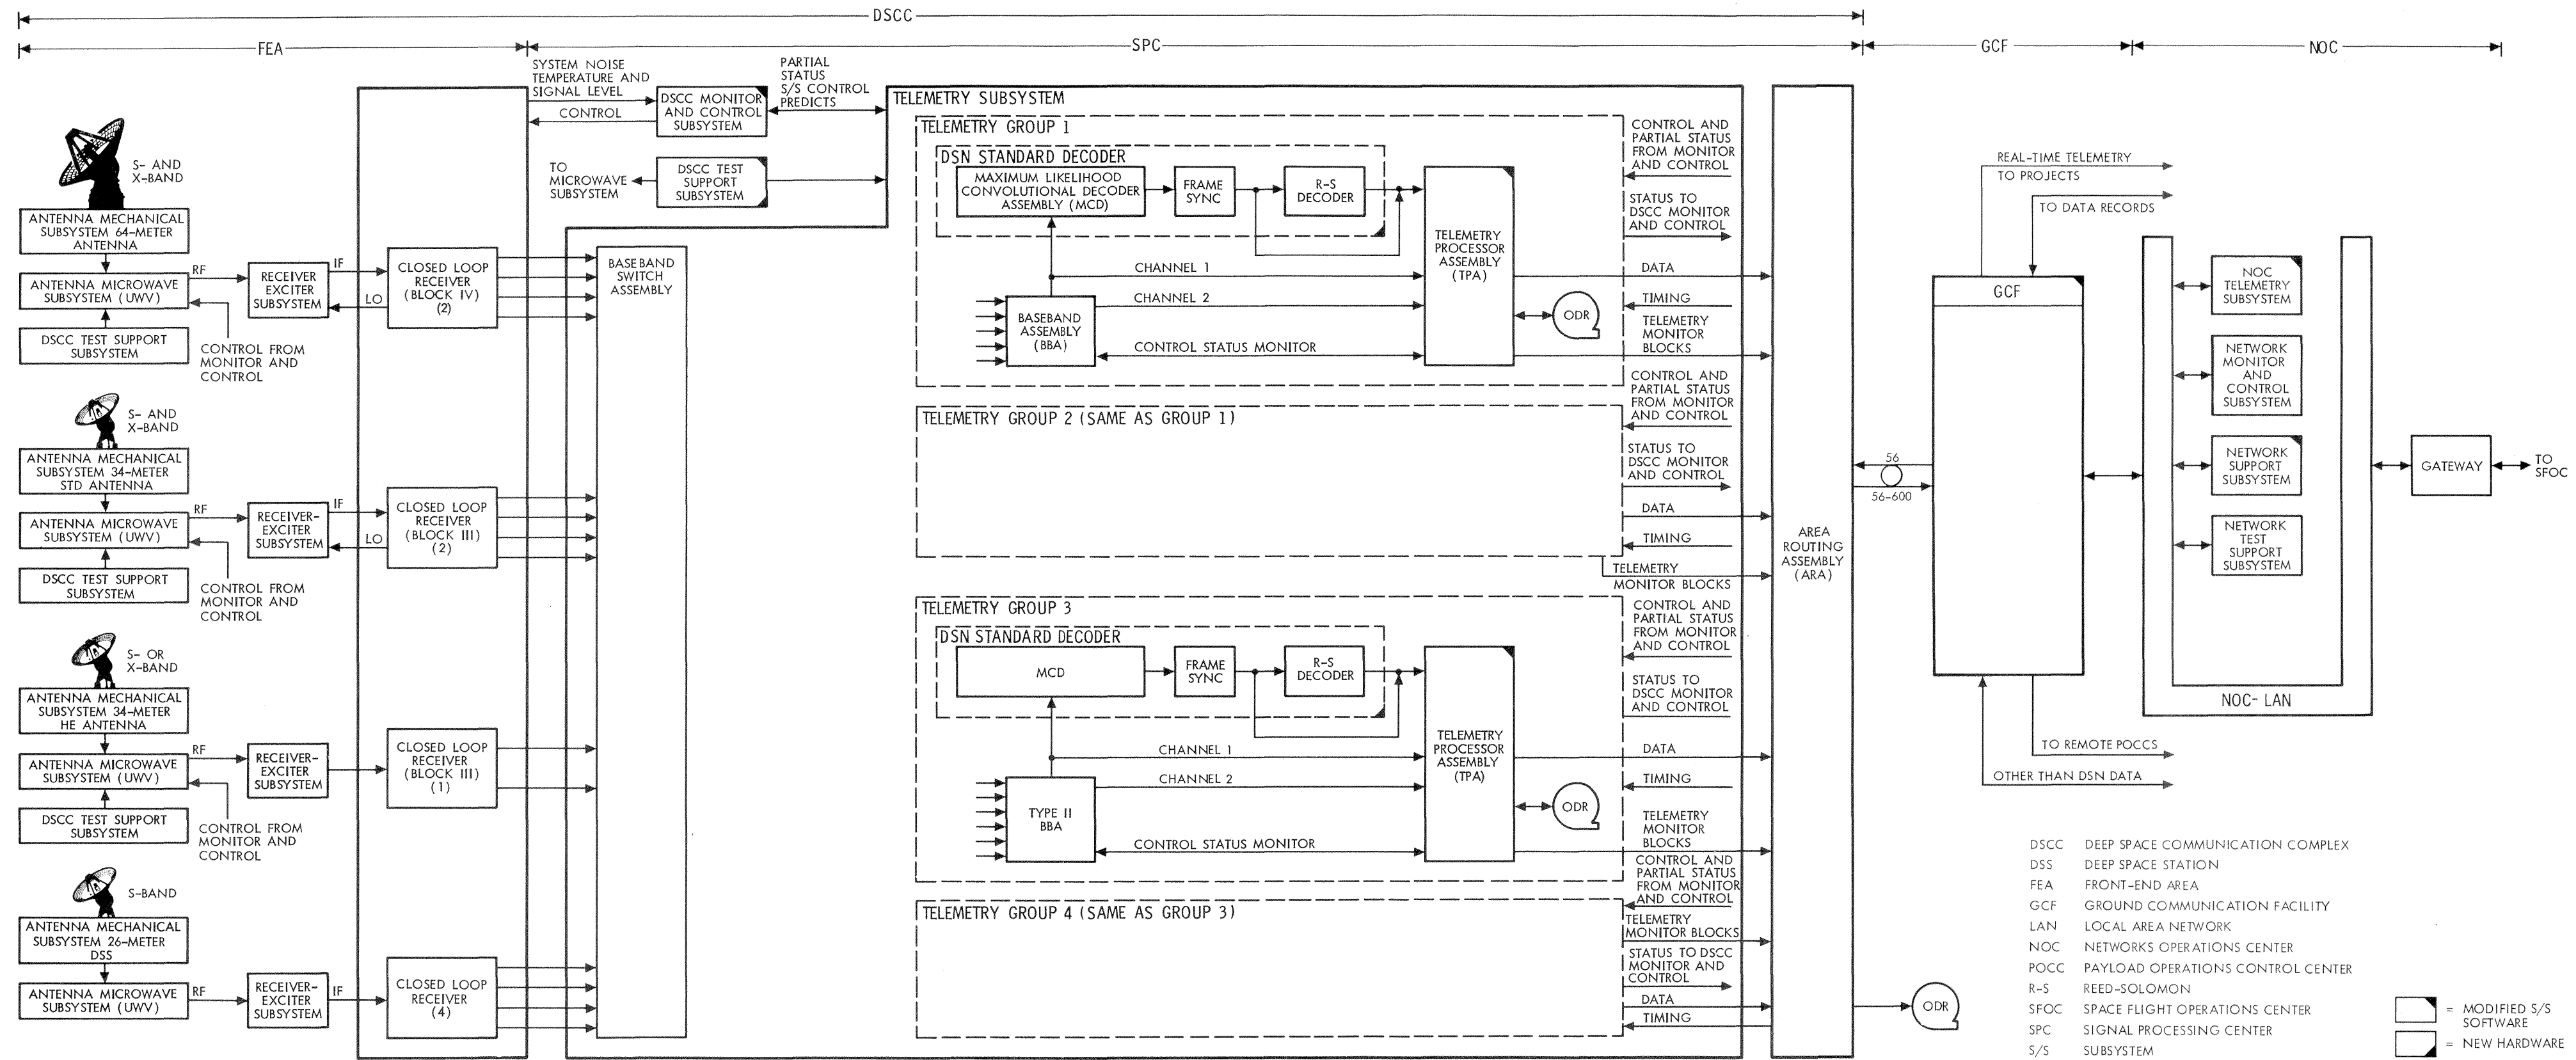 DSCC
FEA
SPC
GCF
NOC
S- AND
X-BAND
ANTENNA MECHANICAL
SUBSYSTEM 64-METER
ANTENNA
ANTENNA MICROWAVE
SUBSYSTEM (UWV)
DSCC TEST SUPPORT
SUBSYSTEM
RF
CONTROL FROM
MONITOR AND
CONTROL
RECEIVER
EXCITER
SUBSYSTEM
IF
LO
CLOSED LOOP
RECEIVER
(BLOCK IV)
(2)
S- AND
X-BAND
ANTENNA MECHANICAL
SUBSYSTEM 34-METER
STD ANTENNA
ANTENNA MICROWAVE
SUBSYSTEM (UWV)
DSCC TEST SUPPORT
SUBSYSTEM
RF
CONTROL FROM
MONITOR AND
CONTROL
RECEIVER-
EXCITER
SUBSYSTEM
IF
LO
CLOSED LOOP
RECEIVER
(BLOCK III)
(2)
S- OR
X-BAND
ANTENNA MECHANICAL
SUBSYSTEM 34-METER
HE ANTENNA
ANTENNA MICROWAVE
SUBSYSTEM (UWV)
DSCC TEST SUPPORT
SUBSYSTEM
RF
CONTROL FROM
MONITOR AND
CONTROL
RECEIVER-
EXCITER
SUBSYSTEM
CLOSED LOOP
RECEIVER
(BLOCK III)
(1)
S-BAND
ANTENNA MECHANICAL
SUBSYSTEM 26-METER
DSS
ANTENNA MICROWAVE
SUBSYSTEM (UWV)
RF
RECEIVER-
EXCITER
SUBSYSTEM
IF
CLOSED LOOP
RECEIVER
(4)
SYSTEM NOISE
TEMPERATURE AND
SIGNAL LEVEL
CONTROL
DSCC MONITOR
AND CONTROL
SUBSYSTEM
PARTIAL
STATUS
S/S CONTROL
PREDICTS
TO
MICROWAVE
SUBSYSTEM
DSCC TEST
SUPPORT
SUBSYSTEM
BASEBAND
SWITCH
ASSEMBLY
TELEMETRY SUBSYSTEM
TELEMETRY GROUP 1
DSN STANDARD DECODER
MAXIMUM LIKELIHOOD
CONVOLUTIONAL DECODER
ASSEMBLY (MCD)
FRAME
SYNC
R-S
DECODER
TELEMETRY
PROCESSOR
ASSEMBLY
(TPA)
CHANNEL 1
CHANNEL 2
BASEBAND
ASSEMBLY
(BBA)
CONTROL STATUS MONITOR
ODR
CONTROL AND
PARTIAL STATUS
FROM MONITOR
AND CONTROL
STATUS TO
DSCC MONITOR
AND CONTROL
DATA
TIMING
TELEMETRY
MONITOR
BLOCKS
TELEMETRY GROUP 2 (SAME AS GROUP 1)
CONTROL AND
PARTIAL STATUS
FROM MONITOR
AND CONTROL
STATUS TO
DSCC MONITOR
AND CONTROL
DATA
TIMING
TELEMETRY
MONITOR BLOCKS
TELEMETRY GROUP 3
DSN STANDARD DECODER
MCD
FRAME
SYNC
R-S
DECODER
TELEMETRY
PROCESSOR
ASSEMBLY
(TPA)
CHANNEL 1
CHANNEL 2
TYPE II
BBA
CONTROL STATUS MONITOR
ODR
CONTROL AND
PARTIAL STATUS
FROM MONITOR
AND CONTROL
STATUS TO
DSCC MONITOR
AND CONTROL
DATA
TIMING
TELEMETRY
MONITOR
BLOCKS
TELEMETRY GROUP 4 (SAME AS GROUP 3)
CONTROL AND
PARTIAL STATUS
FROM MONITOR
AND CONTROL
TELEMETRY
MONITOR BLOCKS
STATUS TO DSCC
MONITOR AND
CONTROL
DATA
TIMING
AREA
ROUTING
ASSEMBLY
(ARA)
56
56-600
ODR
REAL-TIME TELEMETRY
TO PROJECTS
TO DATA RECORDS
GCF
TO REMOTE POCCS
OTHER THAN DSN DATA
NOC
TELEMETRY
SUBSYSTEM
NETWORK
MONITOR
AND
CONTROL
SUBSYSTEM
NETWORK
SUPPORT
SUBSYSTEM
NETWORK
TEST
SUPPORT
SUBSYSTEM
NOC-LAN
GATEWAY
TO
SFOC
DSCC DEEP SPACE COMMUNICATION COMPLEX
DSS DEEP SPACE STATION
FEA FRONT-END AREA
GCF GROUND COMMUNICATION FACILITY
LAN LOCAL AREA NETWORK
NOC NETWORKS OPERATIONS CENTER
POCC PAYLOAD OPERATIONS CONTROL CENTER
R-S REED-SOLOMON
SFOC SPACE FLIGHT OPERATIONS CENTER
SPC SIGNAL PROCESSING CENTER
S/S SUBSYSTEM
= MODIFIED S/S
SOFTWARE
= NEW HARDWARE